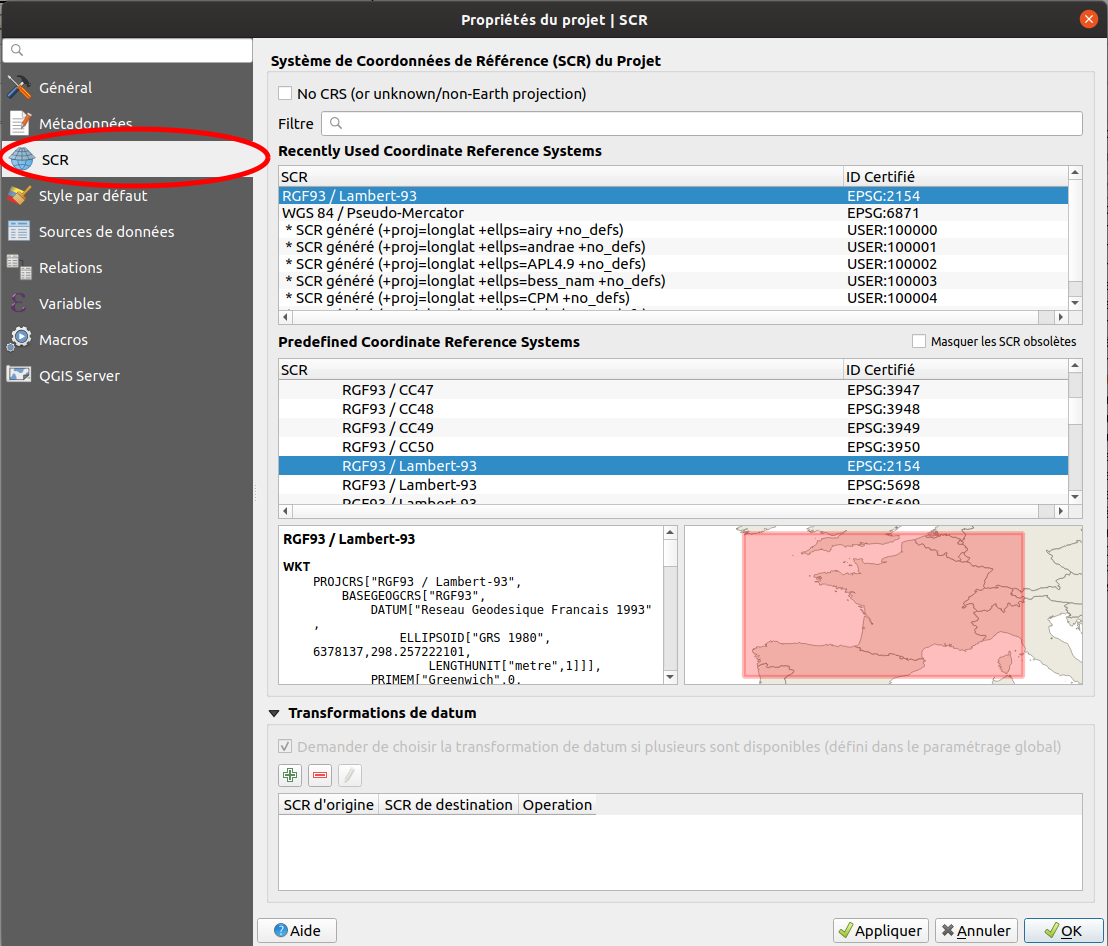 Propriétés du projet | SCR
Général
Métadonnées
SCR
Style par défaut
Sources de données
Relations
Variables
Macros
QGIS Server
Système de Coordonnées de Référence (SCR) du Projet
No CRS (or unknown/non-Earth projection)
Filtre
Recently Used Coordinate Reference Systems
SCR ID Certifié
RGF93 / Lambert-93 EPSG:2154
WGS 84 / Pseudo-Mercator EPSG:6871
* SCR généré (+proj=longlat +ellps=airy +no_defs) USER:100000
* SCR généré (+proj=longlat +ellps=andrae +no_defs) USER:100001
* SCR généré (+proj=longlat +ellps=APL4.9 +no_defs) USER:100002
* SCR généré (+proj=longlat +ellps=bess_nam +no_defs) USER:100003
* SCR généré (+proj=longlat +ellps=CPM +no_defs) USER:100004
Predefined Coordinate Reference Systems
Masquer les SCR obsolètes
SCR ID Certifié
RGF93 / CC47 EPSG:3947
RGF93 / CC48 EPSG:3948
RGF93 / CC49 EPSG:3949
RGF93 / CC50 EPSG:3950
RGF93 / Lambert-93 EPSG:2154
RGF93 / Lambert-93 EPSG:5698
RGF93 / Lambert-93 EPSG:5699
RGF93 / Lambert-93
WKT
PROJCRS["RGF93 / Lambert-93",
BASEGEOGCRS["RGF93",
DATUM["Reseau Geodesique Francais 1993"
,
ELLIPSOID["GRS 1980",
6378137,298.257222101,
LENGTHUNIT["metre",1]]],
PRIMEM["Greenwich",0,
Transformations de datum
Demander de choisir la transformation de datum si plusieurs sont disponibles (défini dans le paramétrage global)
SCR d'origine SCR de destination Operation
Aide
Appliquer
Annuler
OK